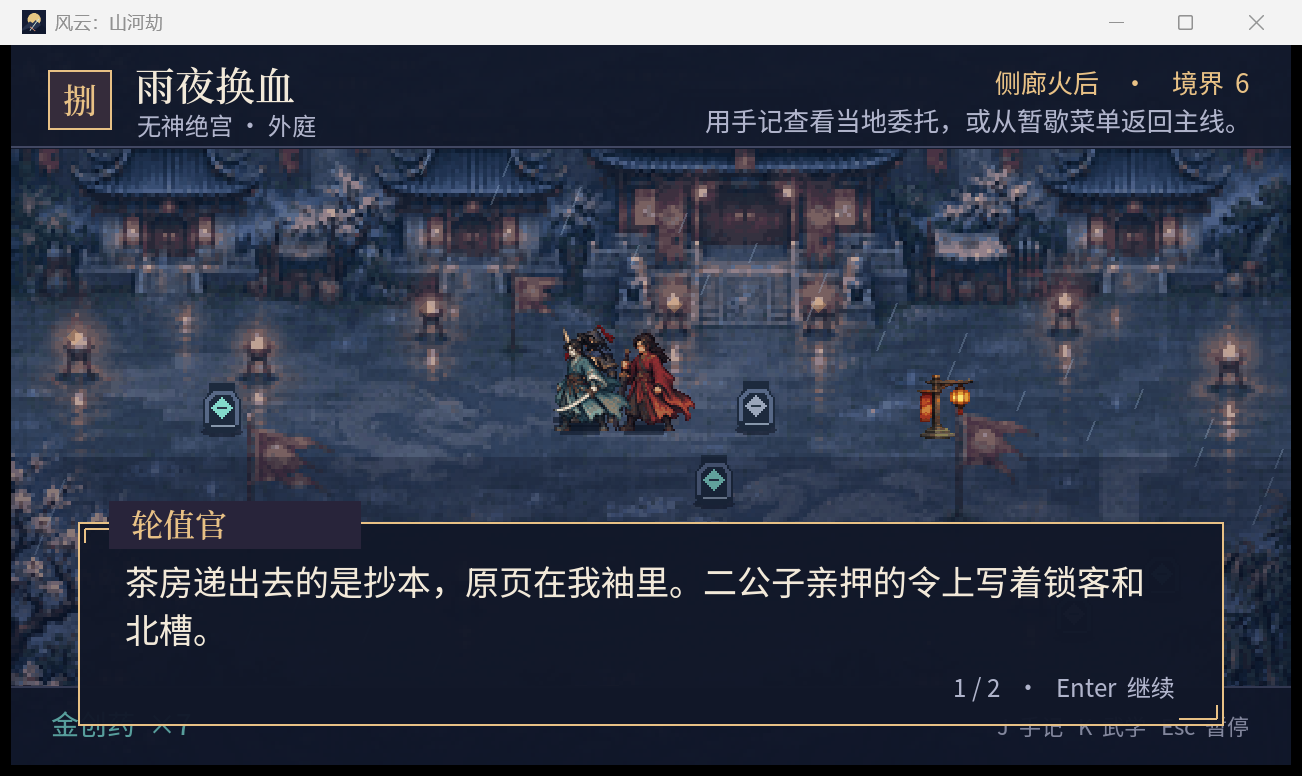 风云：山河劫
捌
雨夜换血
无神绝宫 · 外庭
侧廊火后 · 境界 6
用手记查看当地委托，或从暂歇菜单返回主线。
轮值官
茶房递出去的是抄本，原页在我袖里。二公子亲押的令上写着锁客和
北槽。
1 / 2 · Enter 继续
金创药 ×7
J 手记 K 武学 Esc 暂停